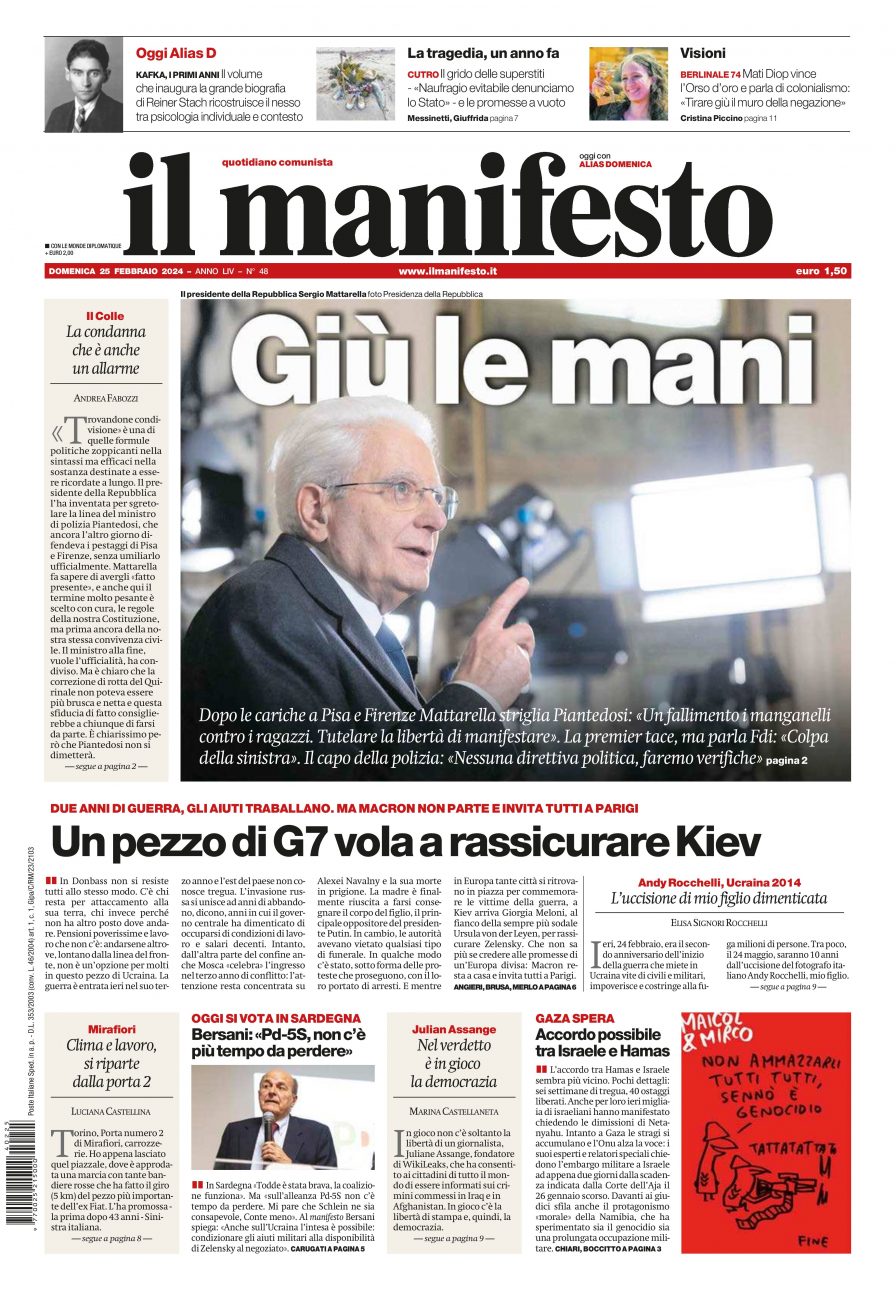 Oggi Alias D
KAFKA, I PRIMI ANNI Il volume
che inaugura la grande biografia
di Reiner Stach ricostruisce il nesso
tra psicologia individuale e contesto
La tragedia, un anno fa
CUTRO Il grido delle superstiti
- «Naufragio evitabile denunciamo
lo Stato» - e le promesse a vuoto
Messinetti, Giuffrida pagina 7
Visioni
BERLINALE 74 Mati Diop vince
l'Orso d'oro e parla di colonialismo:
«Tirare giù il muro della negazione»
Cristina Piccino pagina 11
quotidiano comunista
oggi con
ALIAS DOMENICA
il manifesto
■ CON LE MONDE DIPLOMATIQUE
+ EURO 2,00
DOMENICA 25 FEBBRAIO 2024 – ANNO LIV – N° 48
www.ilmanifesto.it
euro 1,50
Il presidente della Repubblica Sergio Mattarella foto Presidenza della Repubblica
Il Colle
La condanna
che è anche
un allarme
ANDREA FABOZZI
«Trovandone condi-
visione» è una di
quelle formule
politiche zoppicanti nella
sintassi ma efficaci nella
sostanza destinate a esse-
re ricordate a lungo. Il pre-
sidente della Repubblica
l'ha inventata per sgreto-
lare la linea del ministro
di polizia Piantedosi, che
ancora l'altro giorno di-
fendeva i pestaggi di Pisa
e Firenze, senza umiliarlo
ufficialmente. Mattarella
fa sapere di avergli «fatto
presente», e anche qui il
termine molto pesante è
scelto con cura, le regole
della nostra Costituzione,
ma prima ancora della no-
stra stessa convivenza civi-
le. Il ministro alla fine,
vuole l'ufficialità, ha con-
diviso. Ma è chiaro che la
correzione di rotta del Qui-
rinale non poteva essere
più brusca e netta e questa
sfiducia di fatto consiglie-
rebbe a chiunque di farsi
da parte. È chiarissimo pe-
rò che Piantedosi non si
dimetterà.
— segue a pagina 2 —
Giù le mani
Dopo le cariche a Pisa e Firenze Mattarella striglia Piantedosi: «Un fallimento i manganelli
contro i ragazzi. Tutelare la libertà di manifestare». La premier tace, ma parla Fdi: «Colpa
della sinistra». Il capo della polizia: «Nessuna direttiva politica, faremo verifiche» pagina 2
DUE ANNI DI GUERRA, GLI AIUTI TRABALLANO. MA MACRON NON PARTE E INVITA TUTTI A PARIGI
Un pezzo di G7 vola a rassicurare Kiev
In Donbass non si resiste
tutti allo stesso modo. C'è chi
resta per attaccamento alla
sua terra, chi invece perché
non ha altro posto dove anda-
re. Pensioni poverissime e lavo-
ro che non c'è: andarsene altro-
ve, lontano dalla linea del fron-
te, non è un'opzione per molti
in questo pezzo di Ucraina. La
guerra è entrata ieri nel suo ter-
zo anno e l'est del paese non co-
nosce tregua. L'invasione rus-
sa si unisce ad anni di abbando-
no, dicono, anni in cui il gover-
no centrale ha dimenticato di
occuparsi di condizioni di lavo-
ro e salari decenti. Intanto,
dall'altra parte del confine an-
che Mosca «celebra» l'ingresso
nel terzo anno di conflitto: l'at-
tenzione resta concentrata su
Alexei Navalny e la sua morte
in prigione. La madre è final-
mente riuscita a farsi conse-
gnare il corpo del figlio, il prin-
cipale oppositore del presidente
Putin. In cambio, le autorità
avevano vietato qualsiasi tipo
di funerale. In qualche modo
c'è stato, sotto forma delle pro-
teste che proseguono, con il lo-
ro portato di arresti. E mentre
in Europa tante città si ritrova-
no in piazza per commemora-
re le vittime della guerra, a
Kiev arriva Giorgia Meloni, al
fianco della sempre più sodale
Ursula von der Leyen, per ras-
sicurare Zelensky. Che non sa
più se credere alle promesse di
un'Europa divisa: Macron re-
sta a casa e invita tutti a Parigi.
ANGIERI, BRUSA, MERLO A PAGINA 6
Andy Rocchelli, Ucraina 2014
L'uccisione di mio figlio dimenticata
ELISA SIGNORI ROCCHELLI
Ieri, 24 febbraio, era il secon-
do anniversario dell'inizio
della guerra che miete in
Ucraina vite di civili e militari,
impoverisce e costringe alla fu-
ga milioni di persone. Tra poco,
il 24 maggio, saranno 10 anni
dall'uccisione del fotografo ita-
liano Andy Rocchelli, mio figlio.
— segue a pagina 9 —
Mirafiori
Clima e lavoro,
si riparte
dalla porta 2
LUCIANA CASTELLINA
Torino, Porta numero 2
di Mirafiori, carrozze-
rie. Ho appena lasciato
quel piazzale, dove è approda-
ta una marcia con tante ban-
diere rosse che ha fatto il giro
(5 km) del pezzo più importan-
te dell'ex Fiat. L'ha promossa -
la prima dopo 43 anni - Sini-
stra italiana.
— segue a pagina 8 —
OGGI SI VOTA IN SARDEGNA
Bersani: «Pd-5S, non c'è
più tempo da perdere»
In Sardegna «Todde è stata brava, la coalizio-
ne funziona». Ma «sull'alleanza Pd-5S non c'è
tempo da perdere. Mi pare che Schlein ne sia
consapevole, Conte meno». Al manifesto Bersani
spiega: «Anche sull'Ucraina l'intesa è possibile:
condizionare gli aiuti militari alla disponibilità
di Zelensky al negoziato». CARUGATI A PAGINA 5
Julian Assange
Nel verdetto
è in gioco
la democrazia
MARINA CASTELLANETA
In gioco non c'è soltanto la
libertà di un giornalista,
Juliane Assange, fondatore
di WikiLeaks, che ha consenti-
to ai cittadini di tutto il mon-
do di essere informati sui cri-
mini commessi in Iraq e in
Afghanistan. In gioco c'è la
libertà di stampa e, quindi, la
democrazia.
— segue a pagina 9 —
GAZA SPERA
Accordo possibile
tra Israele e Hamas
L'accordo tra Hamas e Israele
sembra più vicino. Pochi dettagli:
sei settimane di tregua, 40 ostaggi
liberati. Anche per loro ieri miglia-
ia di israeliani hanno manifestato
chiedendo le dimissioni di Neta-
nyahu. Intanto a Gaza le stragi si
accumulano e l'Onu alza la voce: i
suoi esperti e relatori speciali chie-
dono l'embargo militare a Israele
ad appena due giorni dalla scaden-
za indicata dalla Corte dell'Aja il
26 gennaio scorso. Davanti ai giu-
dici sfila anche il protagonismo
«morale» della Namibia, che ha
sperimentato sia il genocidio sia
una prolungata occupazione mili-
tare. CHIARI, BOCCITTO A PAGINA 3
MAICOL
& MIRCO
NON AMMAZZARLI
TUTTI TUTTI,
SENNÒ È
GENOCIDIO
TATTATATTATA
FINE
Poste Italiane Sped. in a. p. - D.L. 353/2003 (conv. L. 46/2004) art. 1, c. 1, Gipa/C/RM/23/2103
40225
9 770025 215000